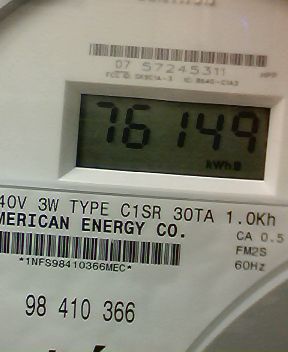 07 57245311
76149
kWh
40V 3W TYPE C1SR 30TA 1.0Kh
MERICAN ENERGY CO.
CA 0.5
FM2S
60Hz
*1NFS98410366MEC*
98 410 366